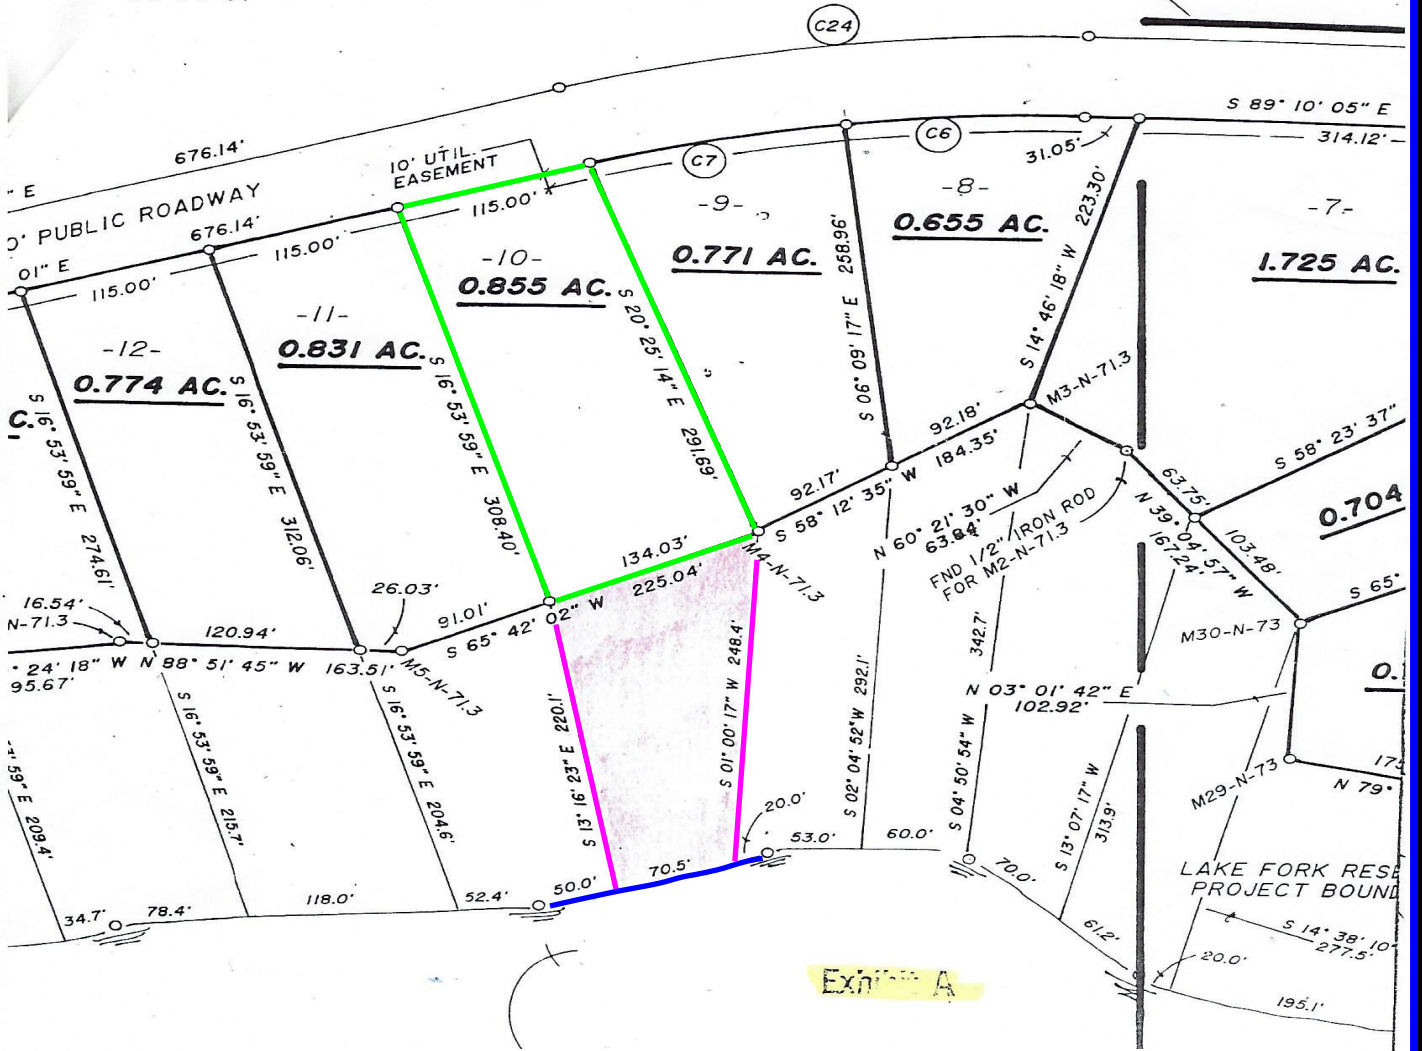 C24
S 89° 10' 05" E
314.12'
676.14'
10' UTIL.
EASEMENT
C7
C6
31.05'
" E
0' PUBLIC ROADWAY
676.14'
01" E
115.00'
115.00'
115.00'
-12-
0.774 AC.
-11-
0.831 AC.
-10-
0.855 AC.
-9-
0.771 AC.
-8-
0.655 AC.
-7-
1.725 AC.
C.
S 16° 53' 59" E 274.61'
S 16° 53' 59" E 312.06'
S 16° 53' 59" E 308.40'
S 20° 25' 14" E 291.69'
S 06° 09' 17" E 258.96'
S 14° 46' 18" W 223.30'
M3-N-71.3
92.18'
92.17'
S 58° 12' 35" W 184.35'
N 60° 21' 30" W
63.84'
FND 1/2" IRON ROD
FOR M2-N-71.3
63.75'
N 39° 04' 57" W
167.24'
103.48'
S 58° 23' 37"
0.704
S 65°
M30-N-73
0.
N 03° 01' 42" E
102.92'
M29-N-73
175
N 79°
134.03'
225.04'
M4-N-71.3
91.01'
S 65° 42' 02" W
26.03'
16.54'
N-71.3
120.94'
° 24' 18" W
95.67'
N 88° 51' 45" W 163.51'
M5-N-71.3
59" E 209.4'
S 16° 53' 59" E 215.7'
S 16° 53' 59" E 204.6'
S 13° 16' 23" E 220.1'
S 01° 00' 17" W 248.4'
S 02° 04' 52" W 292.1'
S 04° 50' 54" W 342.7'
S 13° 07' 17" W
313.9'
34.7'
78.4'
118.0'
52.4'
50.0'
70.5'
20.0'
53.0'
60.0'
70.0'
61.2'
LAKE FORK RESE
PROJECT BOUND
S 14° 38' 10
277.5'
20.0'
195.1'
Exhibit A